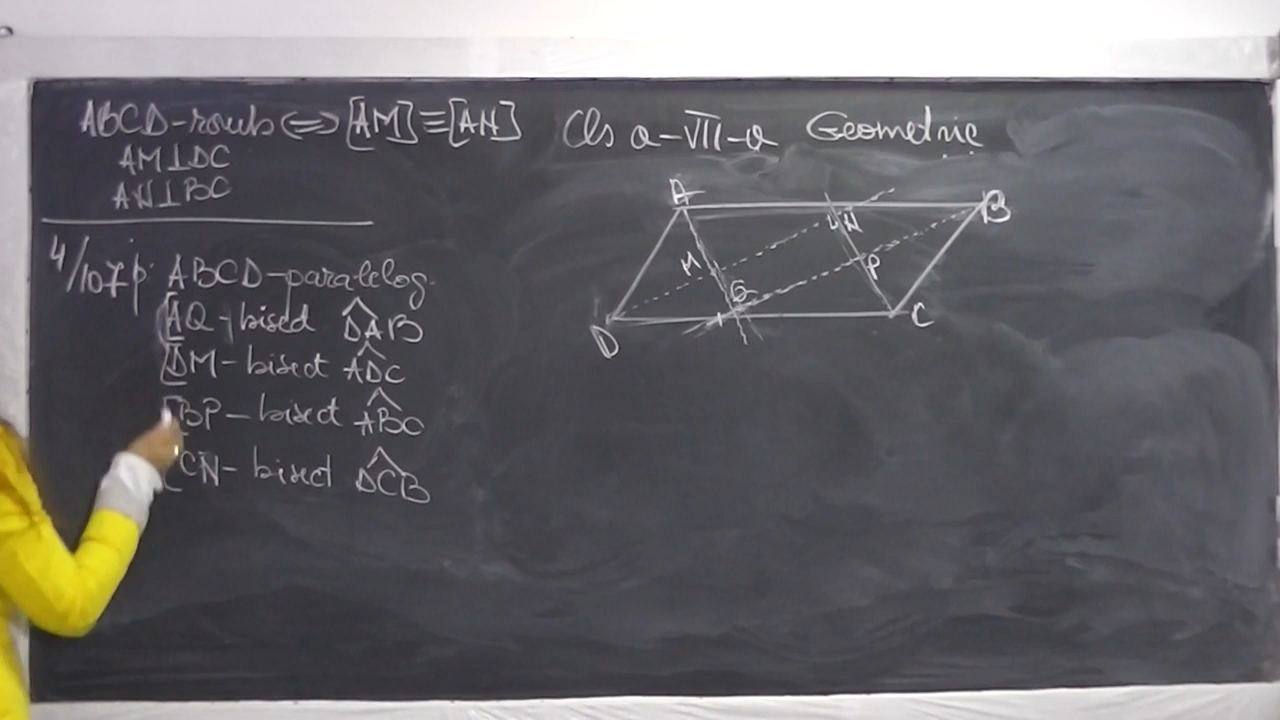 ABCD-romb ⇔ [AM]≡[AN]
AM⊥DC
AN⊥BC
Cls a-VII-a Geometrie
4/107 p. ABCD-paralelog.
[AQ-bisect DAB
[DM-bisect ADC
[BP-bisect ABC
[CN-bisect DCB
A
B
N
M
P
Q
D
C